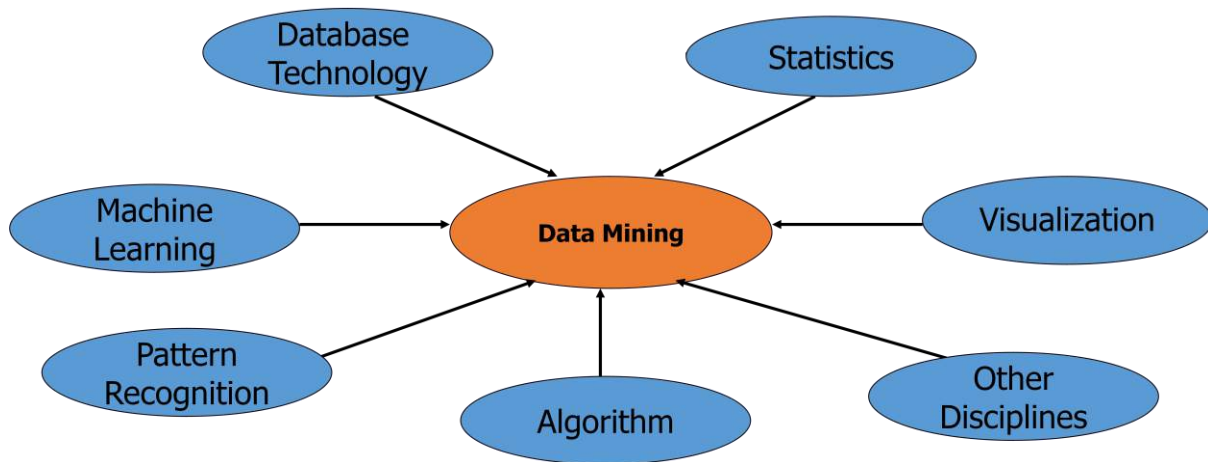 Database
Technology
Statistics
Machine
Learning
Data Mining
Visualization
Pattern
Recognition
Algorithm
Other
Disciplines